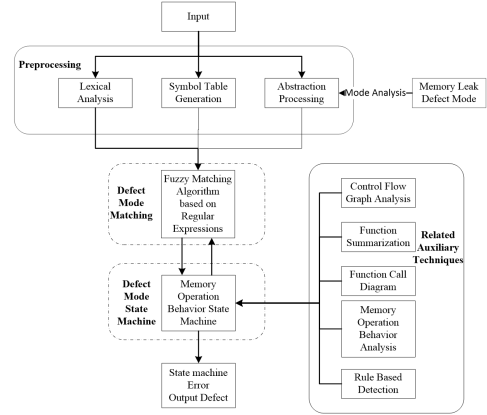 Input
Preprocessing
Lexical
Analysis
Symbol Table
Generation
Abstraction
Processing
Mode Analysis
Memory Leak
Defect Mode
Defect
Mode
Matching
Fuzzy Matching
Algorithm
based on
Regular
Expressions
Defect
Mode
State
Machine
Memory
Operation
Behavior State
Machine
State machine
Error
Output Defect
Control Flow
Graph Analysis
Function
Summarization
Function Call
Diagram
Memory
Operation
Behavior
Analysis
Rule Based
Detection
Related
Auxiliary
Techniques